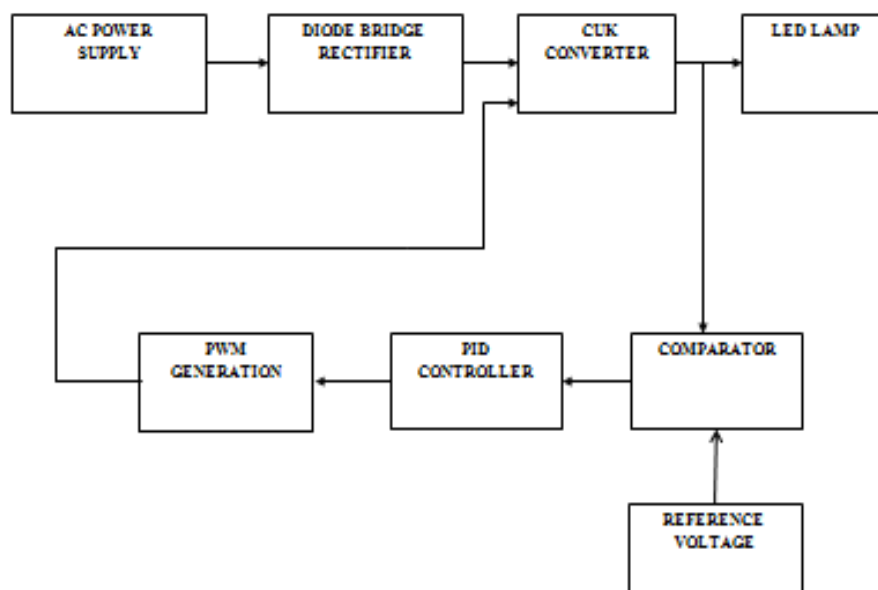 AC POWER
SUPPLY
DIODE BRIDGE
RECTIFIER
CUK
CONVERTER
LED LAMP
PWM
GENERATION
PID
CONTROLLER
COMPARATOR
REFERENCE
VOLTAGE